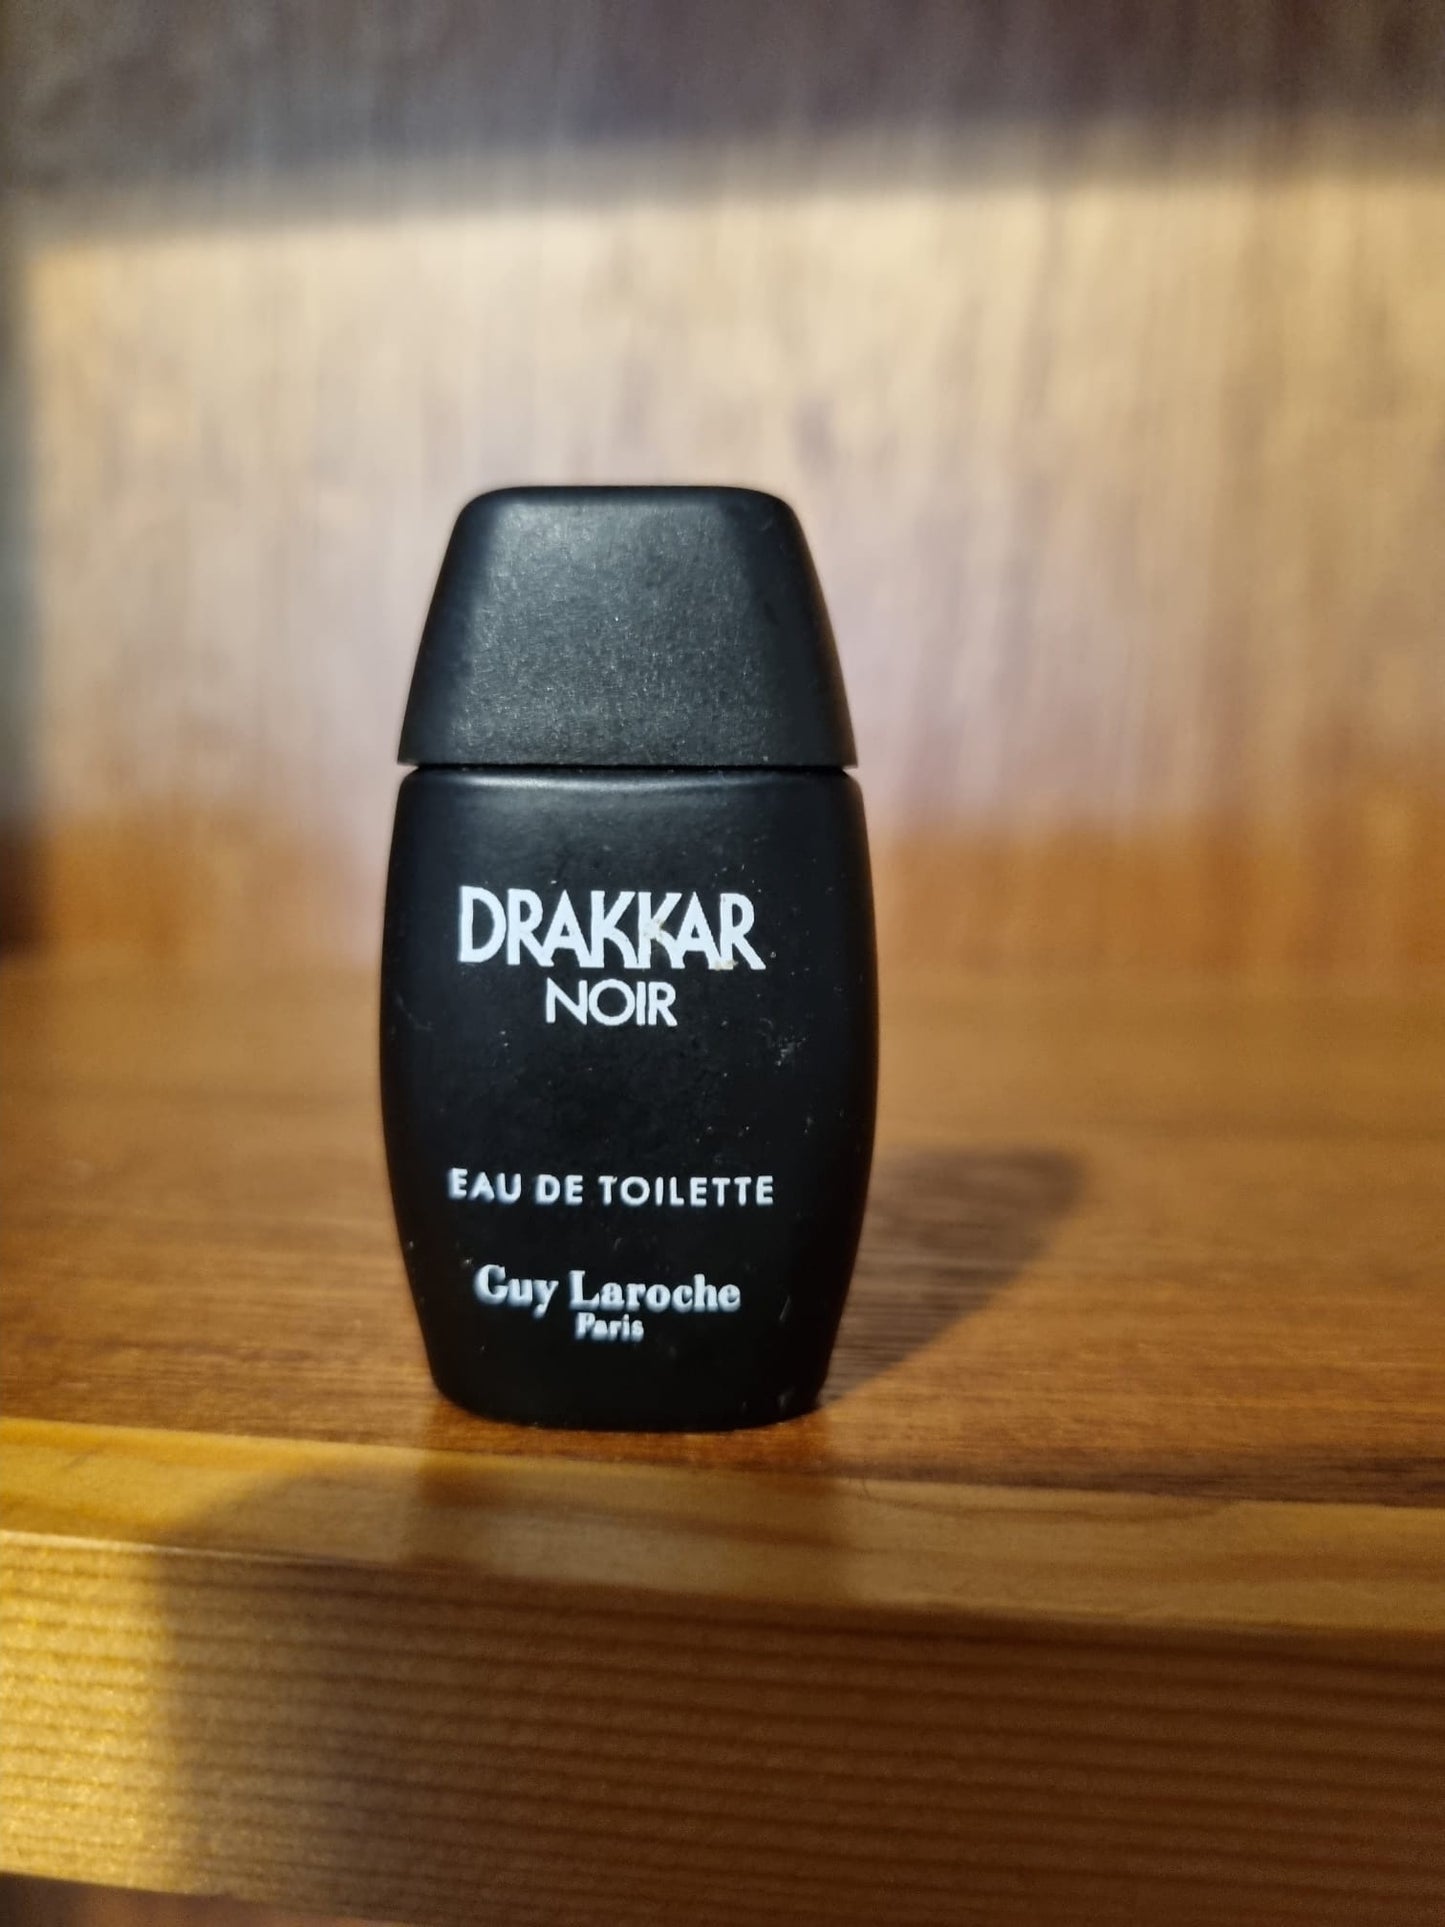 DRAKKAR
NOIR
EAU DE TOILETTE
Guy Laroche
Paris